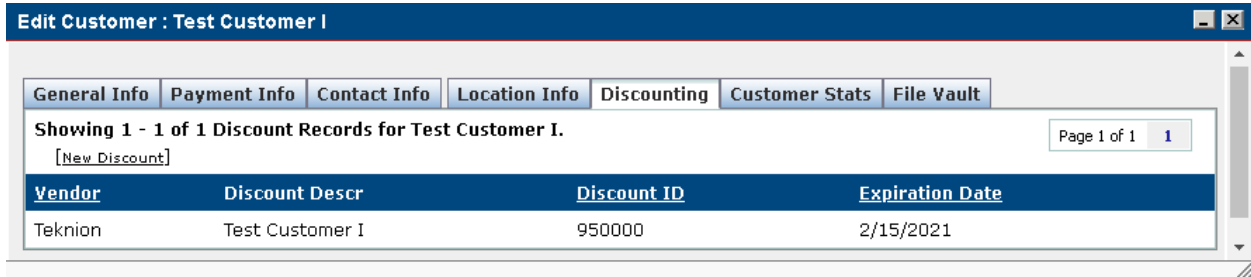 Edit Customer : Test Customer I
General Info Payment Info Contact Info Location Info Discounting Customer Stats File Vault
Showing 1 - 1 of 1 Discount Records for Test Customer I.
Page 1 of 1 1
[New Discount]
Vendor Discount Descr Discount ID Expiration Date
Teknion Test Customer I 950000 2/15/2021